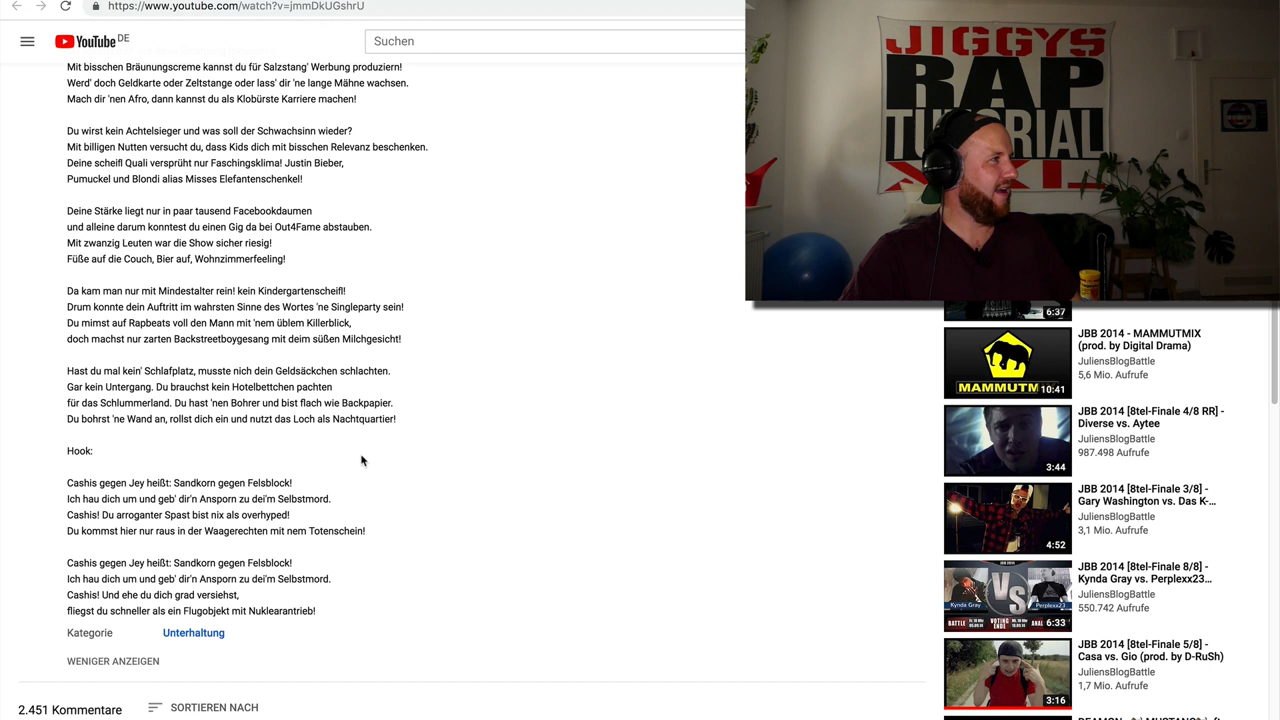 https://www.youtube.com/watch?v=jmmDkUGshrU
YouTube DE
Suchen
Mit bisschen Bräunungscreme kannst du für Salzstang' Werbung produziern!
Werd' doch Geldkarte oder Zeltstange oder lass' dir 'ne lange Mähne wachsen.
Mach dir 'nen Afro, dann kannst du als Klobürste Karriere machen!
Du wirst kein Achtelsieger und was soll der Schwachsinn wieder?
Mit billigen Nutten versucht du, dass Kids dich mit bisschen Relevanz beschenken.
Deine scheißl Quali versprüht nur Faschingsklima! Justin Bieber,
Pumuckel und Blondi alias Misses Elefantenschenkel!
Deine Stärke liegt nur in paar tausend Facebookdaumen
und alleine darum konntest du einen Gig da bei Out4Fame abstauben.
Mit zwanzig Leuten war die Show sicher riesig!
Füße auf die Couch, Bier auf, Wohnzimmerfeeling!
Da kam man nur mit Mindestalter rein! kein Kindergartenscheiß!
Drum konnte dein Auftritt im wahrsten Sinne des Wortes 'ne Singleparty sein!
Du mimst auf Rapbeats voll den Mann mit 'nem üblem Killerblick,
doch machst nur zarten Backstreetboygesang mit deim süßen Milchgesicht!
Hast du mal kein' Schlafplatz, musste nich dein Geldsäckchen schlachten.
Gar kein Untergang. Du brauchst kein Hotelbettchen pachten
für das Schlummerland. Du hast 'nen Bohrer und bist flach wie Backpapier.
Du bohrst 'ne Wand an, rollst dich ein und nutzt das Loch als Nachtquartier!
Hook:
Cashis gegen Jey heißt: Sandkorn gegen Felsblock!
Ich hau dich um und geb' dir'n Ansporn zu dei'm Selbstmord.
Cashis! Du arroganter Spast bist nix als overhyped!
Du kommst hier nur raus in der Waagerechten mit nem Totenschein!
Cashis gegen Jey heißt: Sandkorn gegen Felsblock!
Ich hau dich um und geb' dir'n Ansporn zu dei'm Selbstmord.
Cashis! Und ehe du dich grad versiehst,
fliegst du schneller als ein Flugobjekt mit Nuklearantrieb!
Kategorie Unterhaltung
WENIGER ANZEIGEN
2.451 Kommentare SORTIEREN NACH
JIGGYS
RAP
TUTORIAL
XXL
6:37
MAMMUTM
10:41
JBB 2014 - MAMMUTMIX
(prod. by Digital Drama)
JuliensBlogBattle
5,6 Mio. Aufrufe
3:44
JBB 2014 [8tel-Finale 4/8 RR] -
Diverse vs. Aytee
JuliensBlogBattle
987.498 Aufrufe
4:52
JBB 2014 [8tel-Finale 3/8] -
Gary Washington vs. Das K-...
JuliensBlogBattle
3,1 Mio. Aufrufe
VS
Kynda Gray
Perplexx23
BATTLE
VOTING
ENDE
6:33
JBB 2014 [8tel-Finale 8/8] -
Kynda Gray vs. Perplexx23...
JuliensBlogBattle
550.742 Aufrufe
3:16
JBB 2014 [8tel-Finale 5/8] -
Casa vs. Gio (prod. by D-RuSh)
JuliensBlogBattle
1,7 Mio. Aufrufe